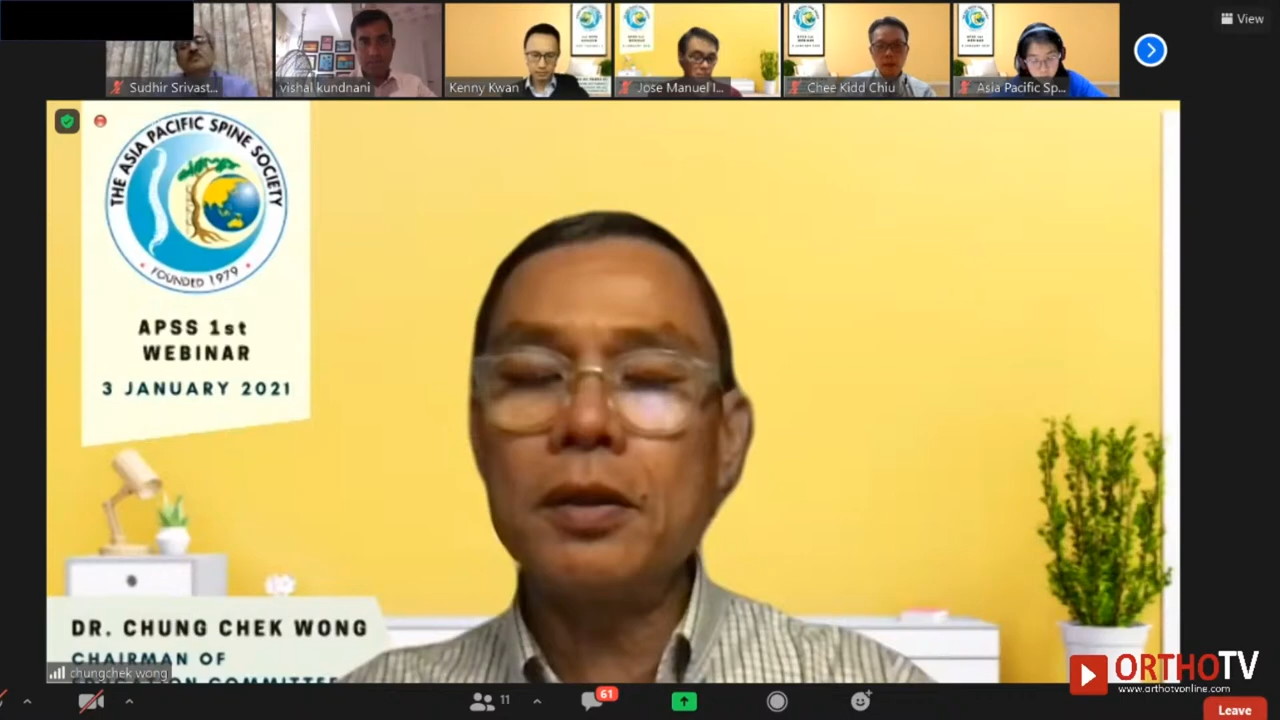 View
Sudhir Srivast...
vishal kundnani
Kenny Kwan
Jose Manuel I...
Chee Kidd Chiu
Asia Pacific Sp...
THE ASIA PACIFIC SPINE SOCIETY
• FOUNDED 1979 •
APSS 1st
WEBINAR
3 JANUARY 2021
DR. CHUNG CHEK WONG
CHAIRMAN OF
chungchek wong
11
61
ORTHOTV
www.orthotvonline.com
Leave